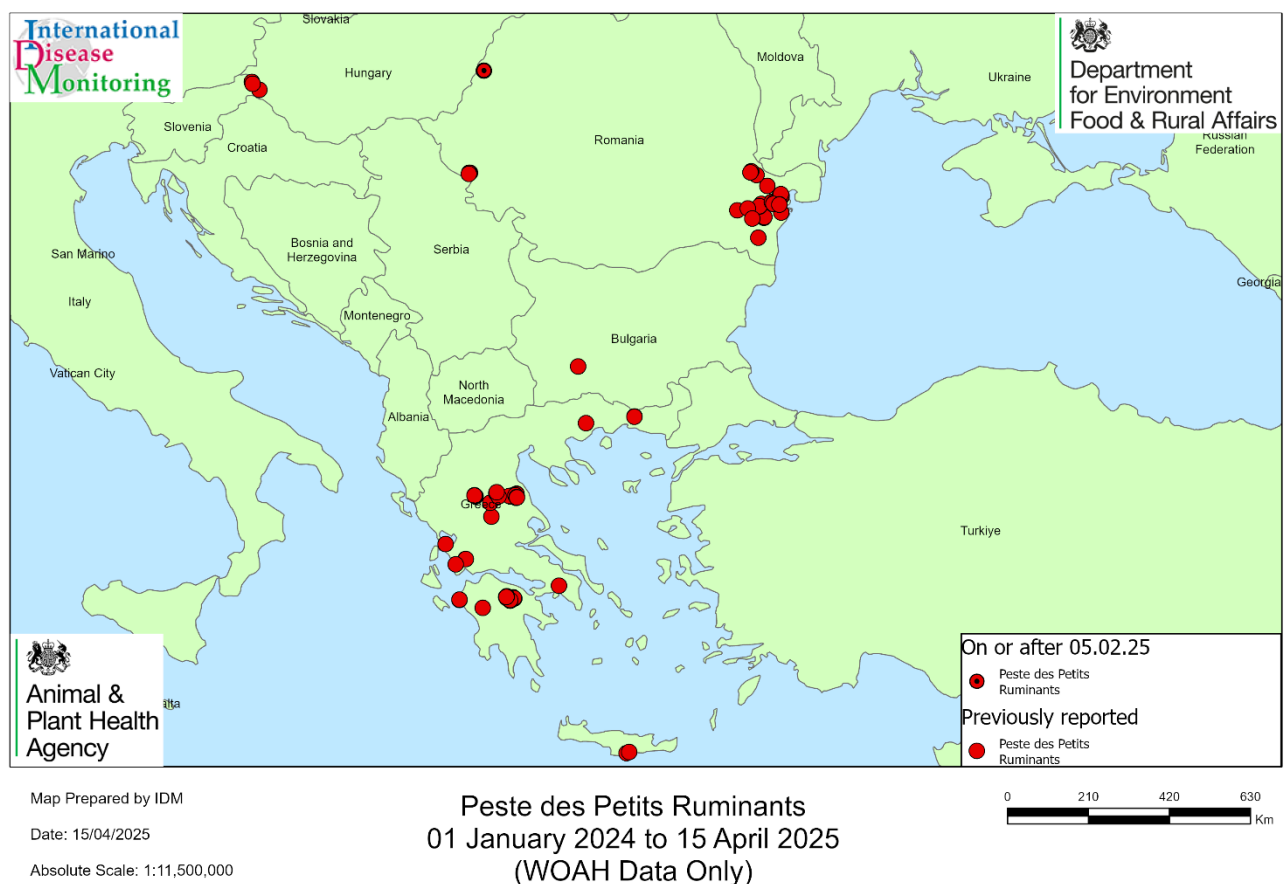 International
Disease
Monitoring
Department
for Environment
Food & Rural Affairs
Slovakia
Hungary
Moldova
Ukraine
Slovenia
Croatia
Romania
Russian
Federation
Bosnia and
Herzegovina
Serbia
San Marino
Italy
Montenegro
Georgia
Bulgaria
Vatican City
North
Macedonia
Albania
Greece
Turkiye
Animal &
Plant Health
Agency
On or after 05.02.25
Peste des Petits
Ruminants
Previously reported
Peste des Petits
Ruminants
Map Prepared by IDM
Date: 15/04/2025
Absolute Scale: 1:11,500,000
Peste des Petits Ruminants
01 January 2024 to 15 April 2025
(WOAH Data Only)
0 210 420 630
Km